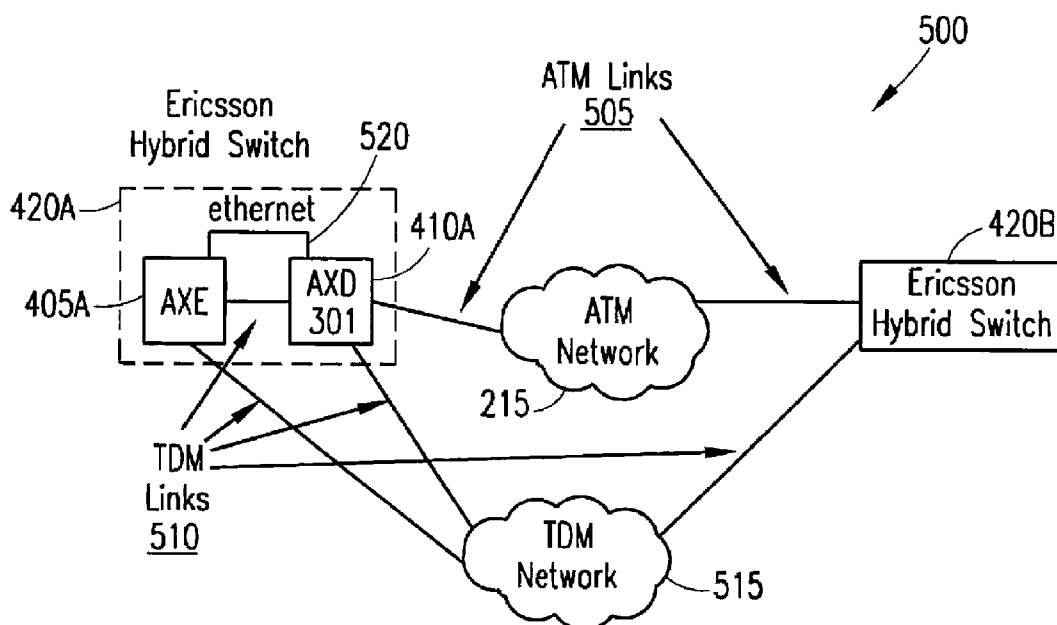 500
ATM Links
505
Ericsson
Hybrid Switch
520
420A
ethernet
410A
420B
405A
AXE
AXD
301
ATM
Network
Ericsson
Hybrid Switch
215
TDM
Links
510
TDM
Network
515